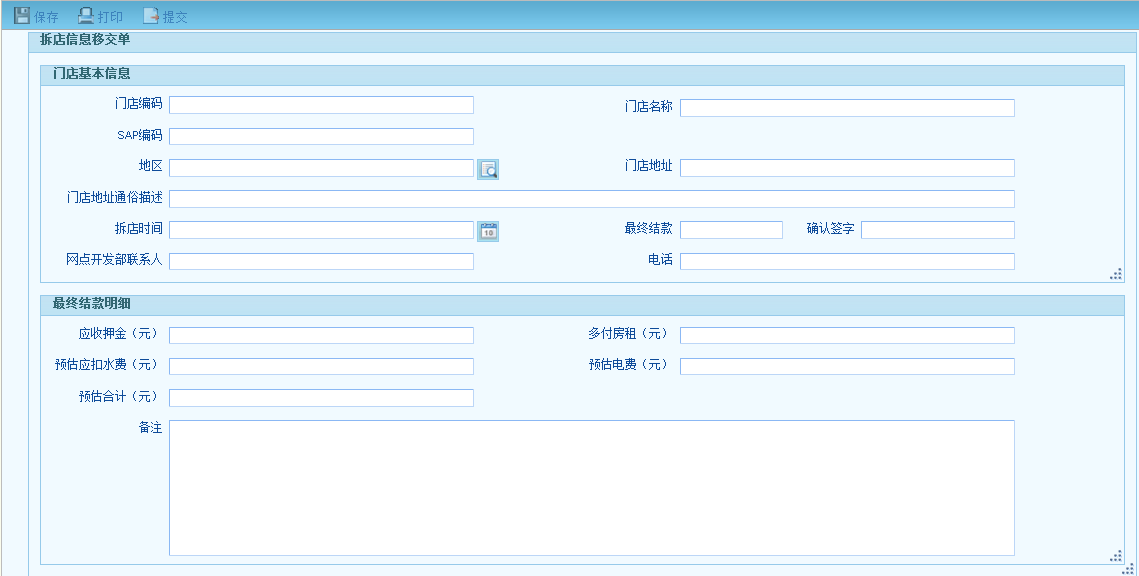 保存 打印 提交
拆店信息移交单
门店基本信息
门店编码 门店名称
SAP编码
地区 门店地址
门店地址通俗描述
拆店时间 10 最终结款 确认签字
网点开发部联系人 电话
最终结款明细
应收押金（元） 多付房租（元）
预估应扣水费（元） 预估电费（元）
预估合计（元）
备注